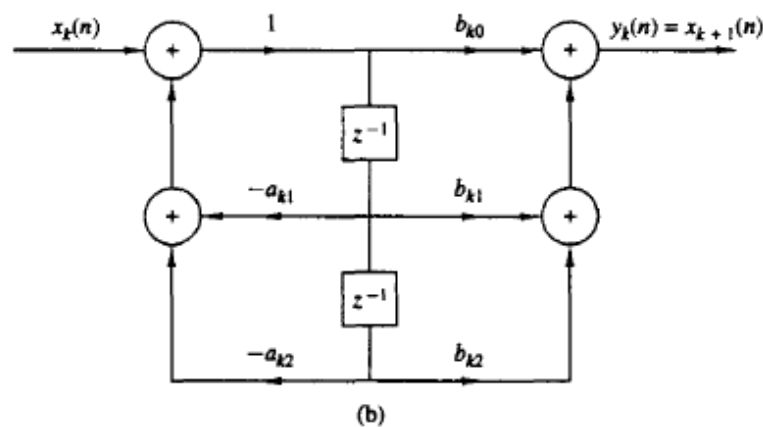 xₖ(n) 1 bₖ₀ yₖ(n) = xₖ₊₁(n)
+ +
z⁻¹
−aₖ₁ bₖ₁
+ +
z⁻¹
−aₖ₂ bₖ₂
(b)